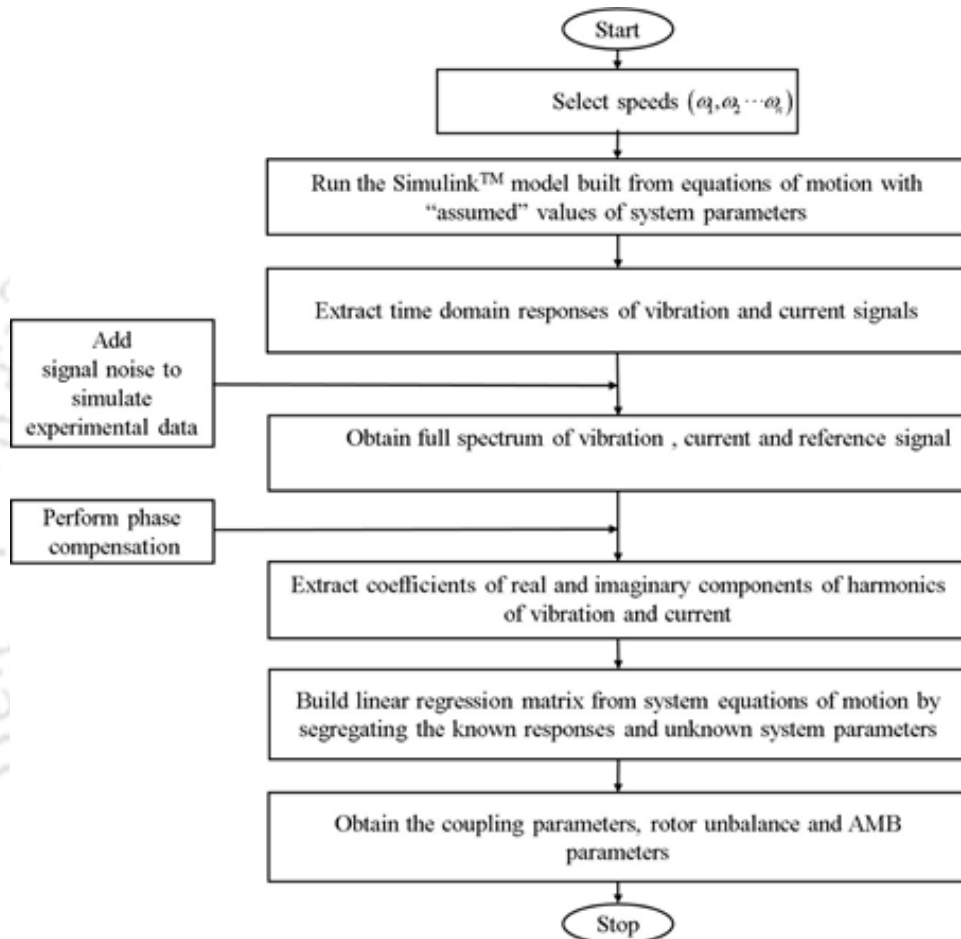 Start
Select speeds (ω₁, ω₂ ⋯ ωₙ)
Run the Simulink™ model built from equations of motion with
“assumed” values of system parameters
Extract time domain responses of vibration and current signals
Add
signal noise to
simulate
experimental data
Obtain full spectrum of vibration , current and reference signal
Perform phase
compensation
Extract coefficients of real and imaginary components of harmonics
of vibration and current
Build linear regression matrix from system equations of motion by
segregating the known responses and unknown system parameters
Obtain the coupling parameters, rotor unbalance and AMB
parameters
Stop